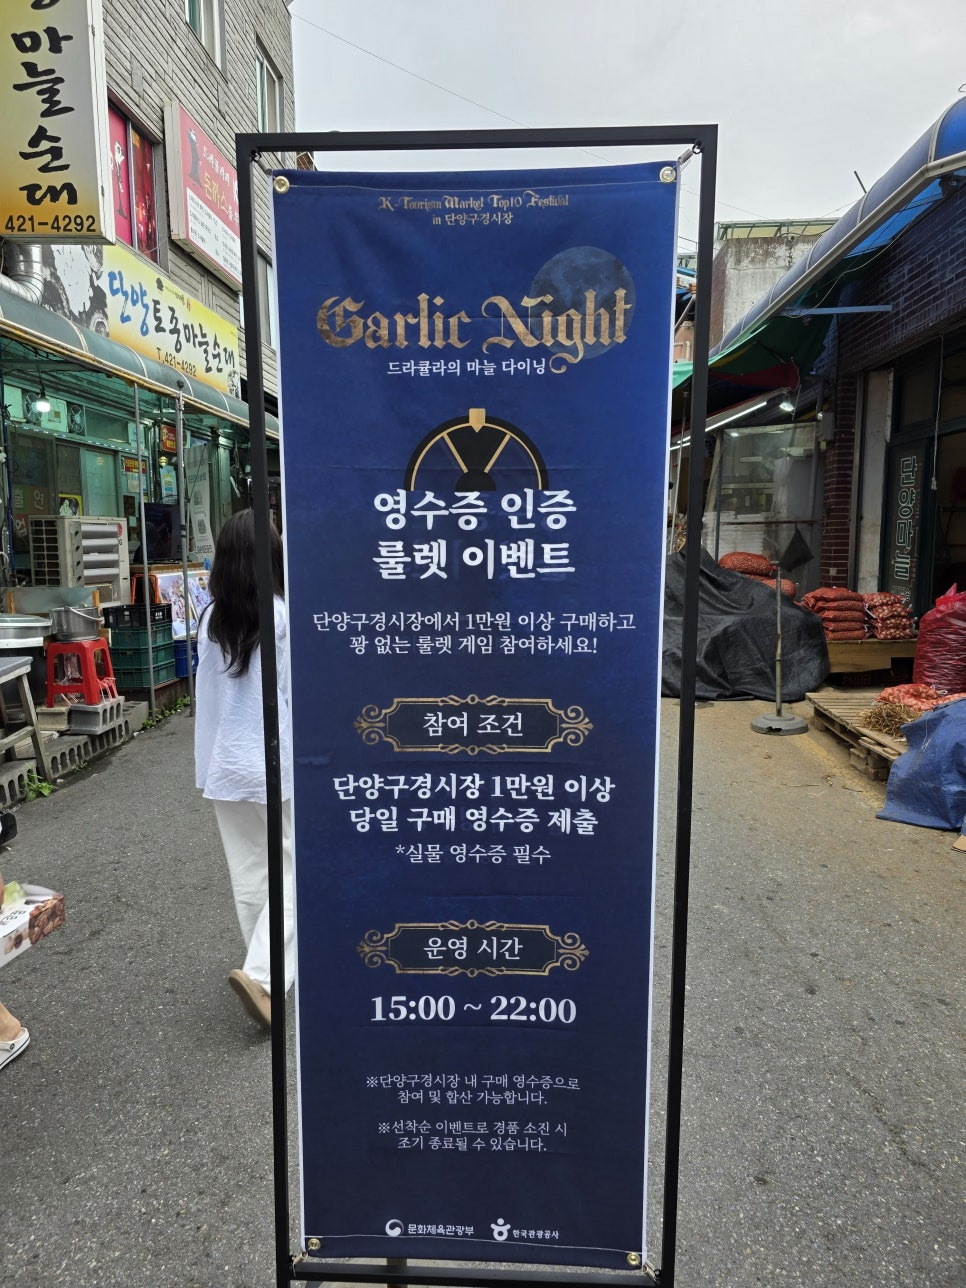 마늘순대
421-4292
단양토종마늘순대
T.421-4292
K-Tourism Market Top10 Festival
in 단양구경시장
Garlic Night
드라큘라의 마늘 다이닝
영수증 인증
룰렛 이벤트
단양구경시장에서 1만원 이상 구매하고
꽝 없는 룰렛 게임 참여하세요!
참여 조건
단양구경시장 1만원 이상
당일 구매 영수증 제출
*실물 영수증 필수
운영 시간
15:00 ~ 22:00
※단양구경시장 내 구매 영수증으로
참여 및 합산 가능합니다.
※선착순 이벤트로 경품 소진 시
조기 종료될 수 있습니다.
문화체육관광부
한국관광공사
단양마늘